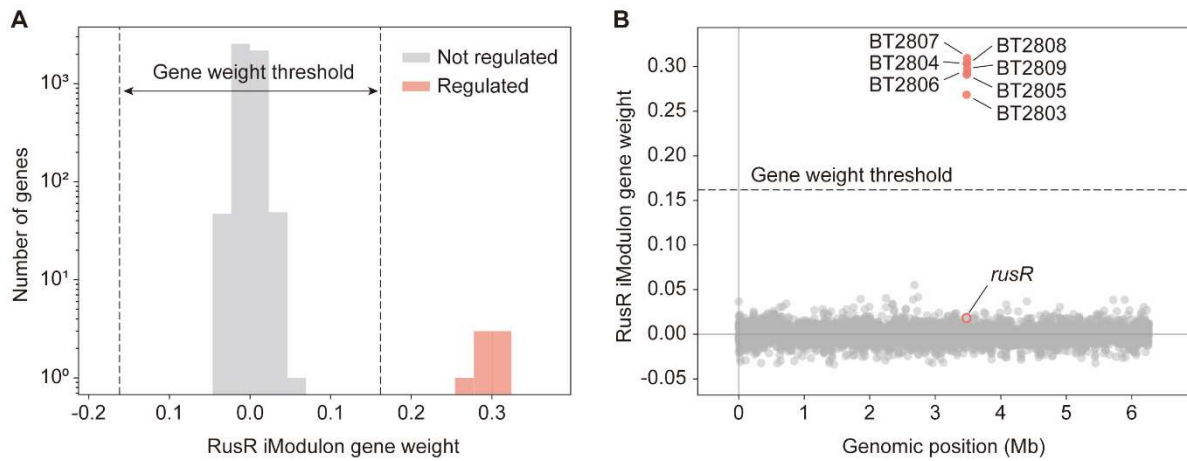 A
Number of genes
10³
10²
10¹
10⁰
Gene weight threshold
Not regulated
Regulated
-0.2 0.1 0.0 0.1 0.2 0.3
RusR iModulon gene weight
B
RusR iModulon gene weight
0.30
0.25
0.20
0.15
0.10
0.05
0.00
-0.05
BT2807 BT2808
BT2804 BT2809
BT2806 BT2805
BT2803
Gene weight threshold
rusR
0 1 2 3 4 5 6
Genomic position (Mb)